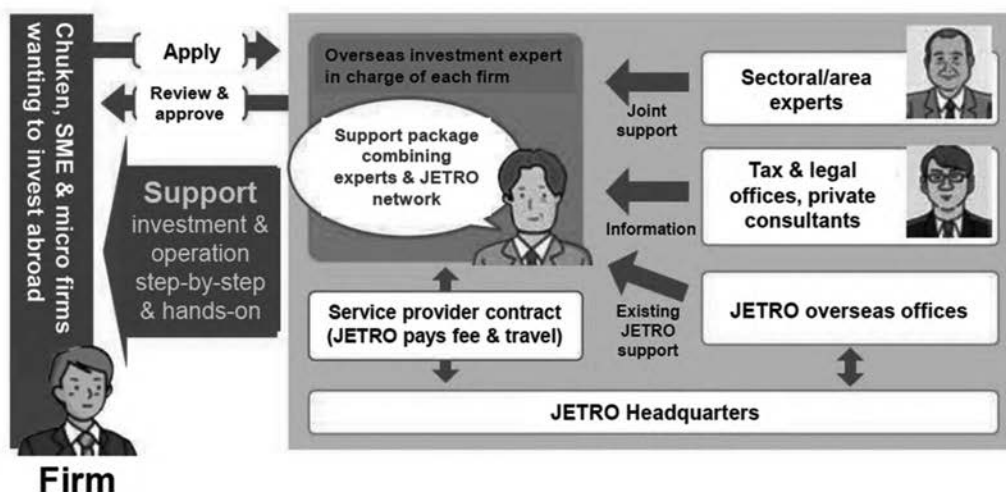 Chuken, SME & micro firms
wanting to invest abroad
Firm
Apply
Review &
approve
Support
investment &
operation
step-by-step
& hands-on
Overseas investment expert
in charge of each firm
Support package
combining
experts & JETRO
network
Service provider contract
(JETRO pays fee & travel)
Joint
support
Information
Existing
JETRO
support
Sectoral/area
experts
Tax & legal
offices, private
consultants
JETRO overseas offices
JETRO Headquarters